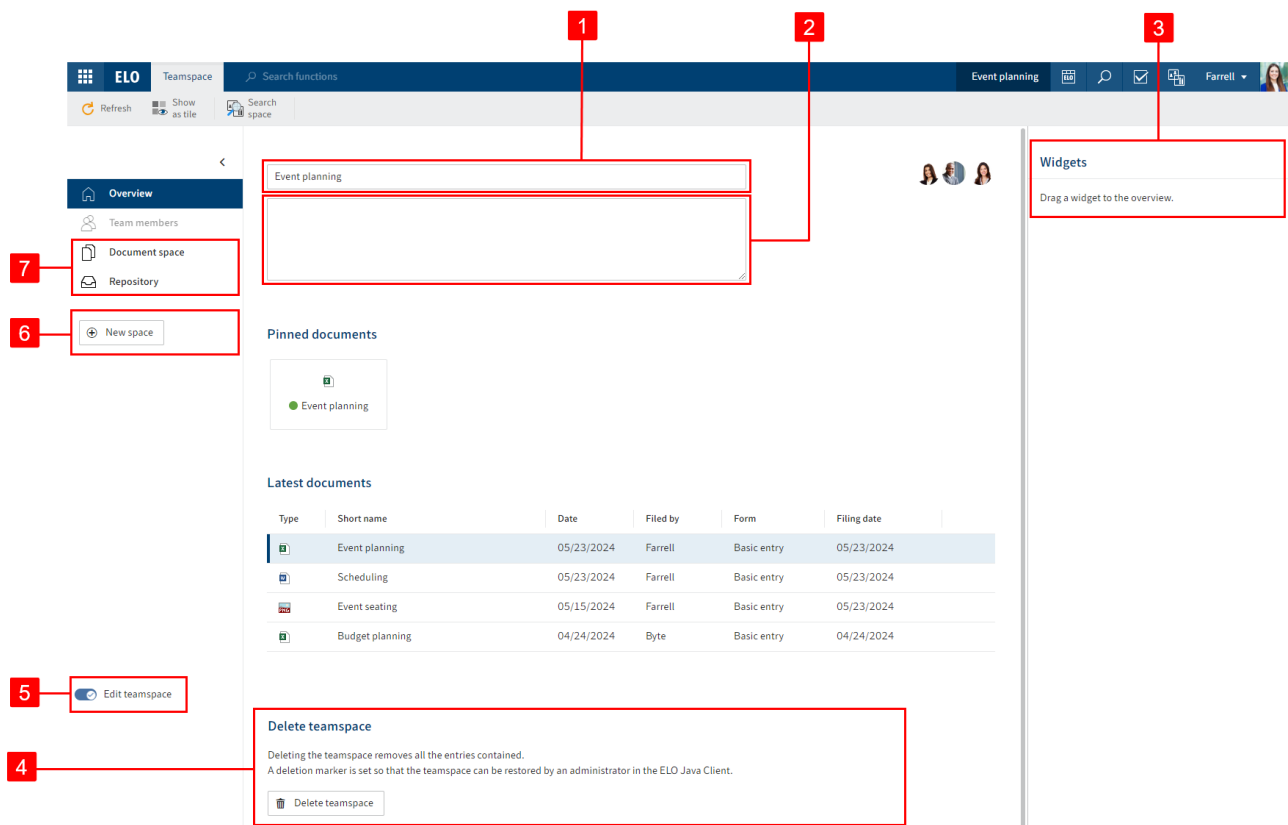 1
2
3
ELO
Teamspace
Search functions
Event planning
ELO
Farrell
Refresh
Show as tile
Search space
Event planning
Widgets
Drag a widget to the overview.
Overview
Team members
7
Document space
Repository
6
New space
Pinned documents
Event planning
Latest documents
Type Short name Date Filed by Form Filing date
Event planning 05/23/2024 Farrell Basic entry 05/23/2024
Scheduling 05/23/2024 Farrell Basic entry 05/23/2024
PNG Event seating 05/15/2024 Farrell Basic entry 05/23/2024
Budget planning 04/24/2024 Byte Basic entry 04/24/2024
5
Edit teamspace
4
Delete teamspace
Deleting the teamspace removes all the entries contained.
A deletion marker is set so that the teamspace can be restored by an administrator in the ELO Java Client.
Delete teamspace